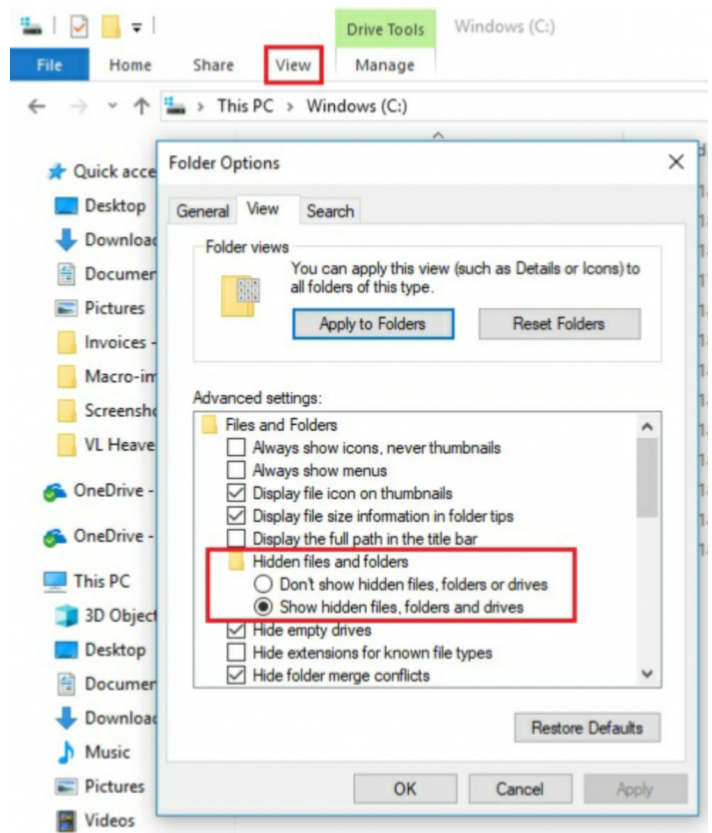 Drive Tools
Windows (C:)
File
Home
Share
View
Manage
This PC > Windows (C:)
Quick acce
Desktop
Downloa
Documen
Pictures
Invoices -
Macro-im
Screensho
VL Heave
OneDrive -
OneDrive -
This PC
3D Object
Desktop
Documen
Downloa
Music
Pictures
Videos
Folder Options
General
View
Search
Folder views
You can apply this view (such as Details or Icons) to
all folders of this type.
Apply to Folders
Reset Folders
Advanced settings:
Files and Folders
Always show icons, never thumbnails
Always show menus
Display file icon on thumbnails
Display file size information in folder tips
Display the full path in the title bar
Hidden files and folders
Don't show hidden files, folders or drives
Show hidden files, folders and drives
Hide empty drives
Hide extensions for known file types
Hide folder merge conflicts
Restore Defaults
OK
Cancel
Apply